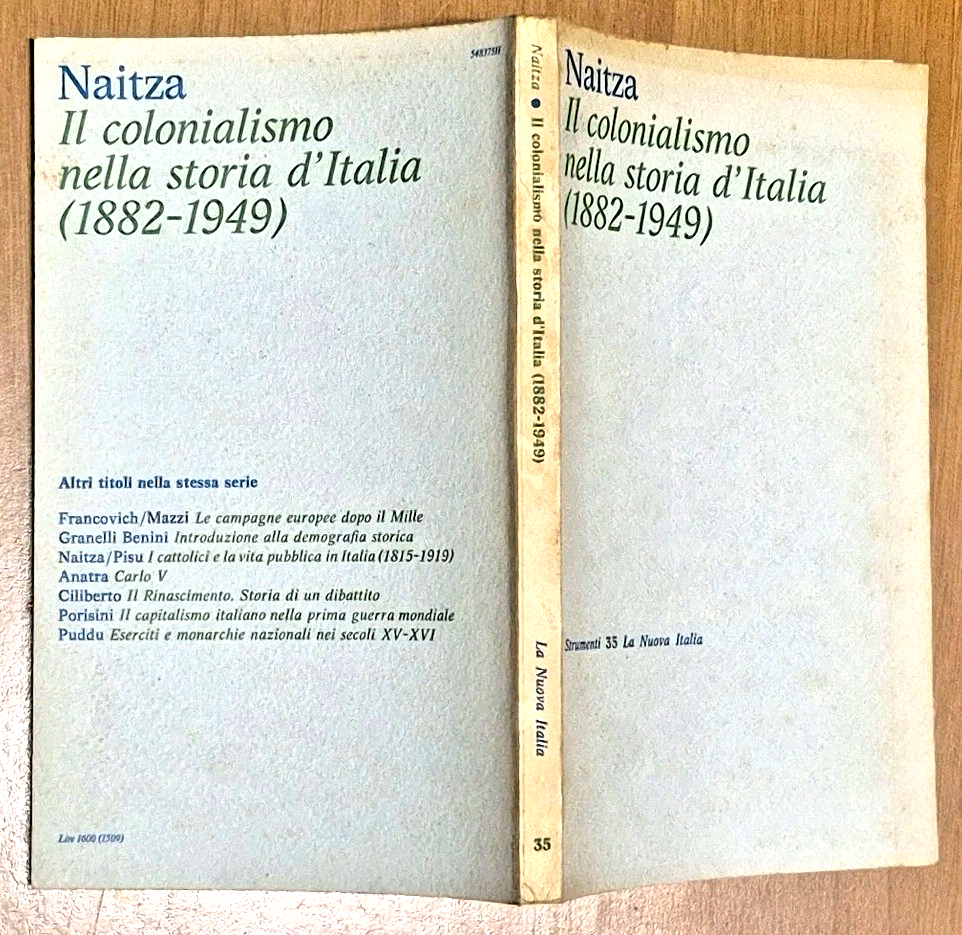 Naitza
Il colonialismo
nella storia d'Italia
(1882-1949)
Altri titoli nella stessa serie
Francovich/Mazzi Le campagne europee dopo il Mille
Granelli Benini Introduzione alla demografia storica
Naitza/Pisu I cattolici e la vita pubblica in Italia (1815-1919)
Anatra Carlo V
Ciliberto Il Rinascimento. Storia di un dibattito
Porisini Il capitalismo italiano nella prima guerra mondiale
Puddu Eserciti e monarchie nazionali nei secoli XV-XVI
Lire 1600 (1509)
Naitza • Il colonialismo nella storia d'Italia (1882-1949)
La Nuova Italia
35
Naitza
Il colonialismo
nella storia d'Italia
(1882-1949)
Strumenti 35 La Nuova Italia